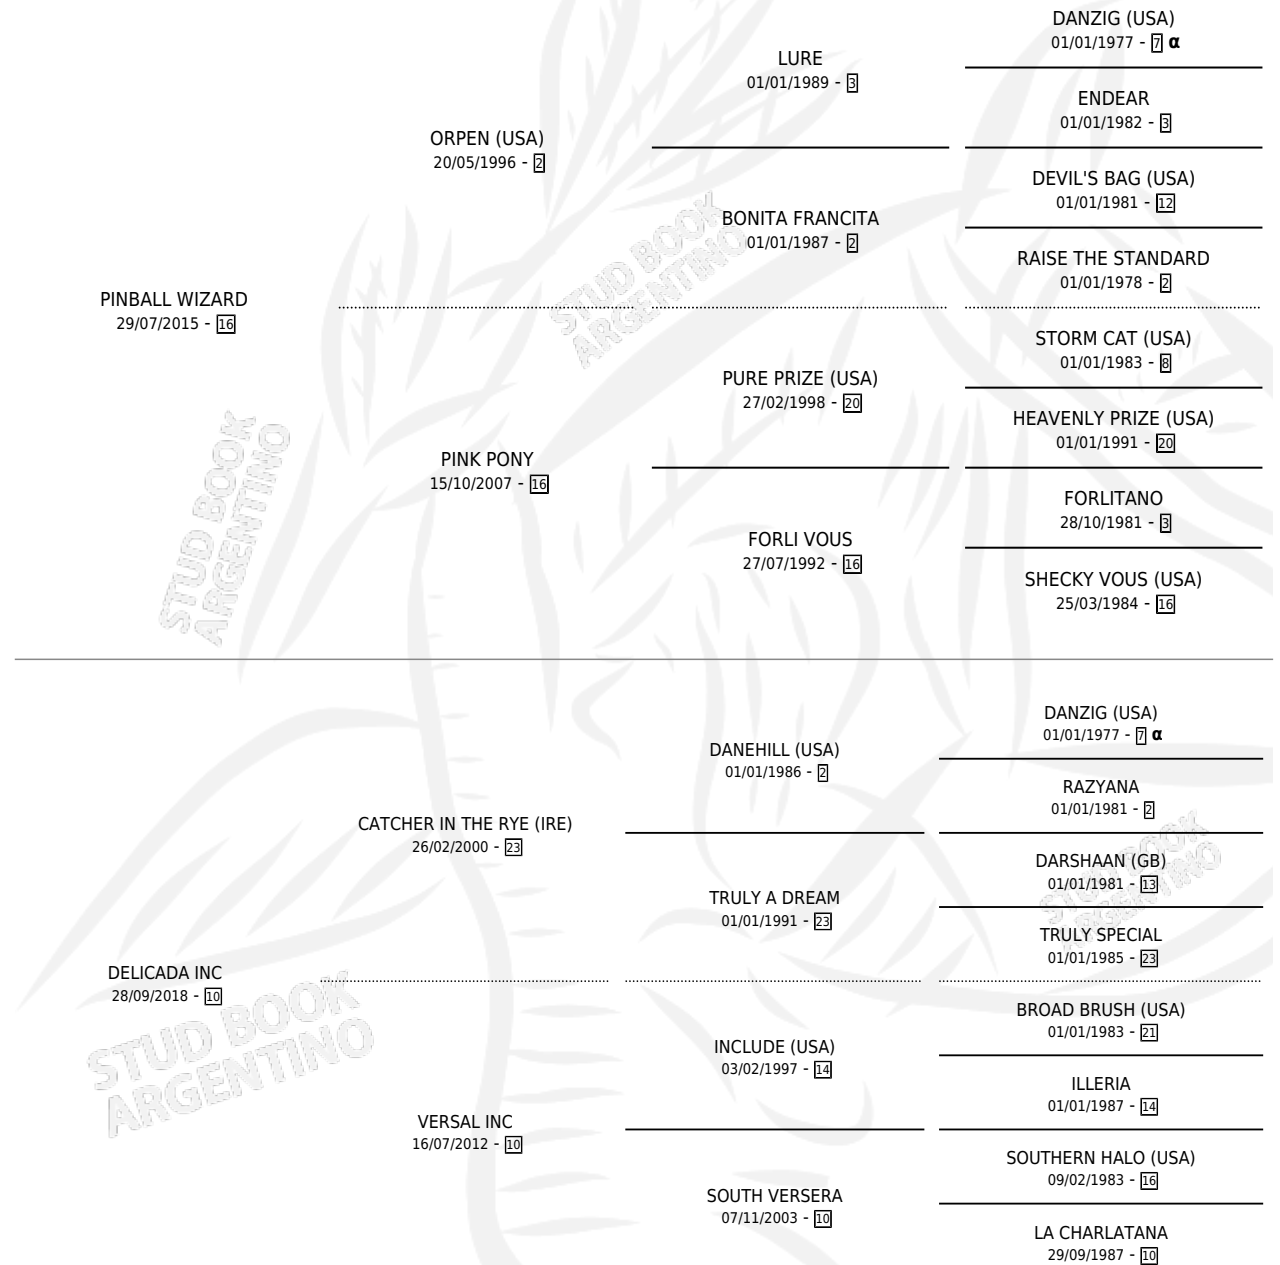 DANZIG (USA)
01/01/1977 - 7 α
LURE
01/01/1989 - 3
ENDEAR
01/01/1982 - 3
ORPEN (USA)
20/05/1996 - 2
DEVIL'S BAG (USA)
01/01/1981 - 12
BONITA FRANCITA
01/01/1987 - 2
RAISE THE STANDARD
01/01/1978 - 2
PINBALL WIZARD
29/07/2015 - 16
STORM CAT (USA)
01/01/1983 - 8
PURE PRIZE (USA)
27/02/1998 - 20
HEAVENLY PRIZE (USA)
01/01/1991 - 20
PINK PONY
15/10/2007 - 16
FORLITANO
28/10/1981 - 3
FORLI VOUS
27/07/1992 - 16
SHECKY VOUS (USA)
25/03/1984 - 16
DANZIG (USA)
01/01/1977 - 7 α
DANEHILL (USA)
01/01/1986 - 2
RAZYANA
01/01/1981 - 2
CATCHER IN THE RYE (IRE)
26/02/2000 - 23
DARSHAAN (GB)
01/01/1981 - 13
TRULY A DREAM
01/01/1991 - 23
TRULY SPECIAL
01/01/1985 - 23
DELICADA INC
28/09/2018 - 10
BROAD BRUSH (USA)
01/01/1983 - 21
INCLUDE (USA)
03/02/1997 - 14
ILLERIA
01/01/1987 - 14
VERSAL INC
16/07/2012 - 10
SOUTHERN HALO (USA)
09/02/1983 - 16
SOUTH VERSERA
07/11/2003 - 10
LA CHARLATANA
29/09/1987 - 10
STUD BOOK
ARGENTINO
STUD BOOK
ARGENTINO
STUD BOOK
ARGENTINO
STUD BOOK
ARGENTINO